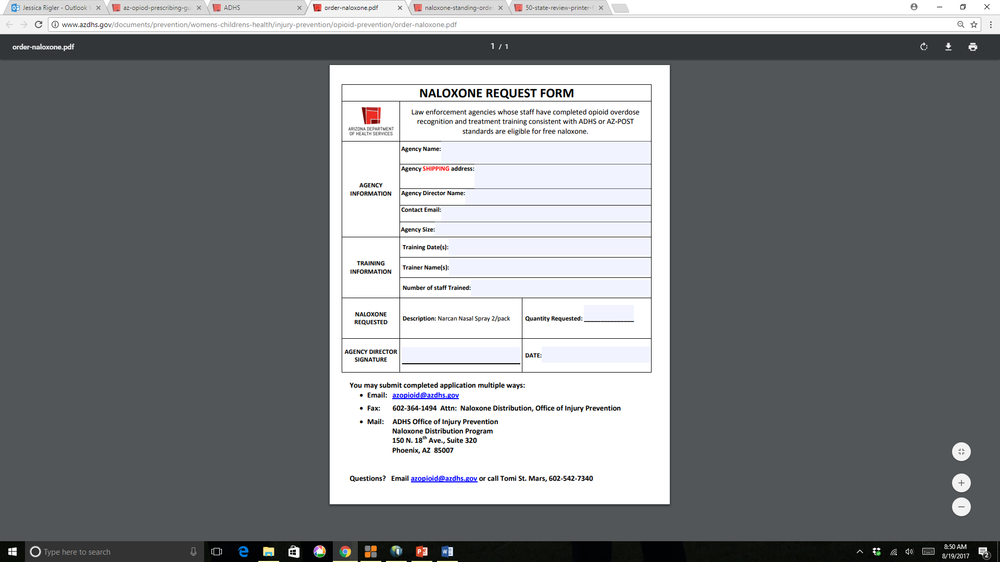 Jessica Rigler - Outlook
az-opiod-prescribing-gu
ADHS
order-naloxone.pdf
naloxone-standing-orde
50-state-review-printer-f
www.azdhs.gov/documents/prevention/womens-childrens-health/injury-prevention/opioid-prevention/order-naloxone.pdf
order-naloxone.pdf
1 / 1
NALOXONE REQUEST FORM
ARIZONA DEPARTMENT
OF HEALTH SERVICES
Law enforcement agencies whose staff have completed opioid overdose
recognition and treatment training consistent with ADHS or AZ-POST
standards are eligible for free naloxone.
AGENCY
INFORMATION
Agency Name:
Agency SHIPPING address:
Agency Director Name:
Contact Email:
Agency Size:
TRAINING
INFORMATION
Training Date(s):
Trainer Name(s):
Number of staff Trained:
NALOXONE
REQUESTED
Description: Narcan Nasal Spray 2/pack
Quantity Requested:
AGENCY DIRECTOR
SIGNATURE
DATE:
You may submit completed application multiple ways:
• Email: azopioid@azdhs.gov
• Fax: 602-364-1494 Attn: Naloxone Distribution, Office of Injury Prevention
• Mail: ADHS Office of Injury Prevention
Naloxone Distribution Program
150 N. 18th Ave., Suite 320
Phoenix, AZ 85007
Questions? Email azopioid@azdhs.gov or call Tomi St. Mars, 602-542-7340
Type here to search
8:50 AM
8/19/2017
2